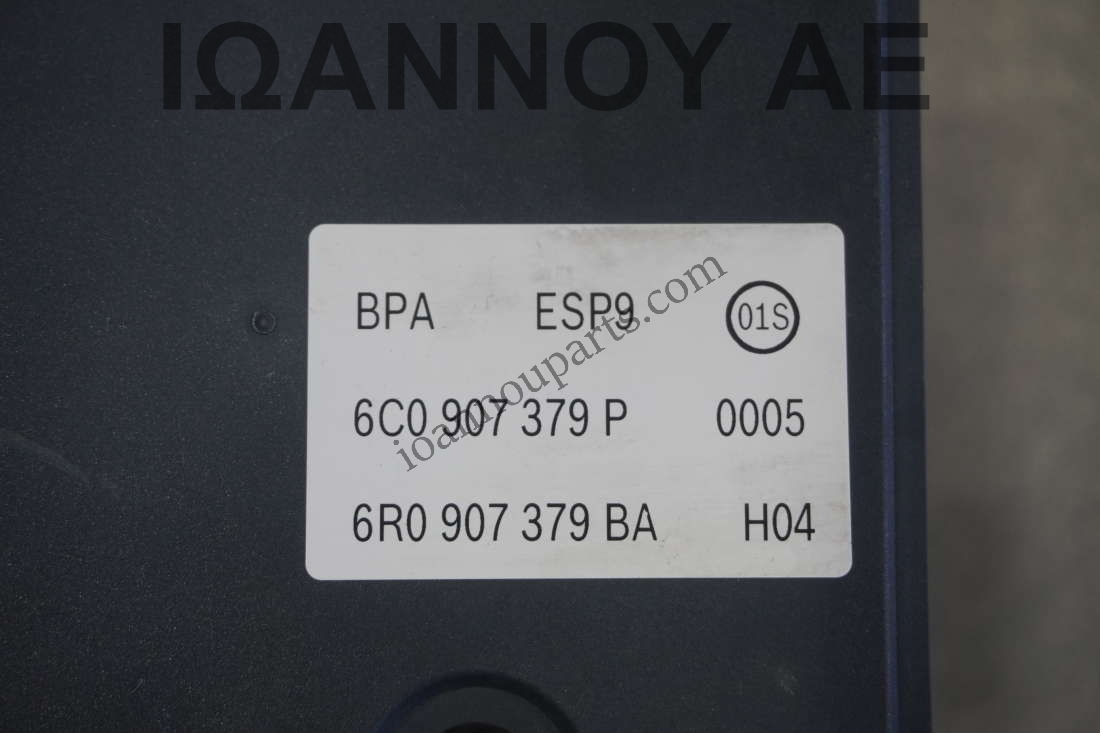 ΙΩΑΝΝΟΥ ΑΕ
BPA ESP9 01S
ioannouparts.com
6C0 907 379 P 0005
6R0 907 379 BA H04